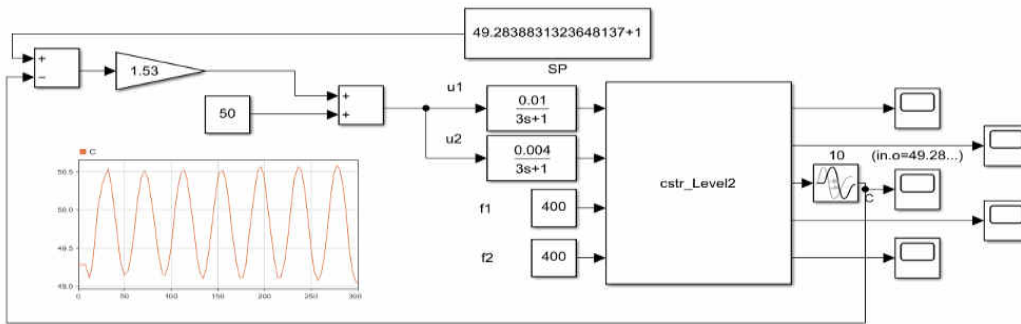 49.2838831323648137+1
SP
+
−
1.53
50
+
+
u1
0.01
3s+1
u2
0.004
3s+1
f1
400
f2
400
cstr_Level2
10
(in.o=49.28...)
C
C
50.5
50.0
49.5
49.0
0
50
100
150
200
250
300